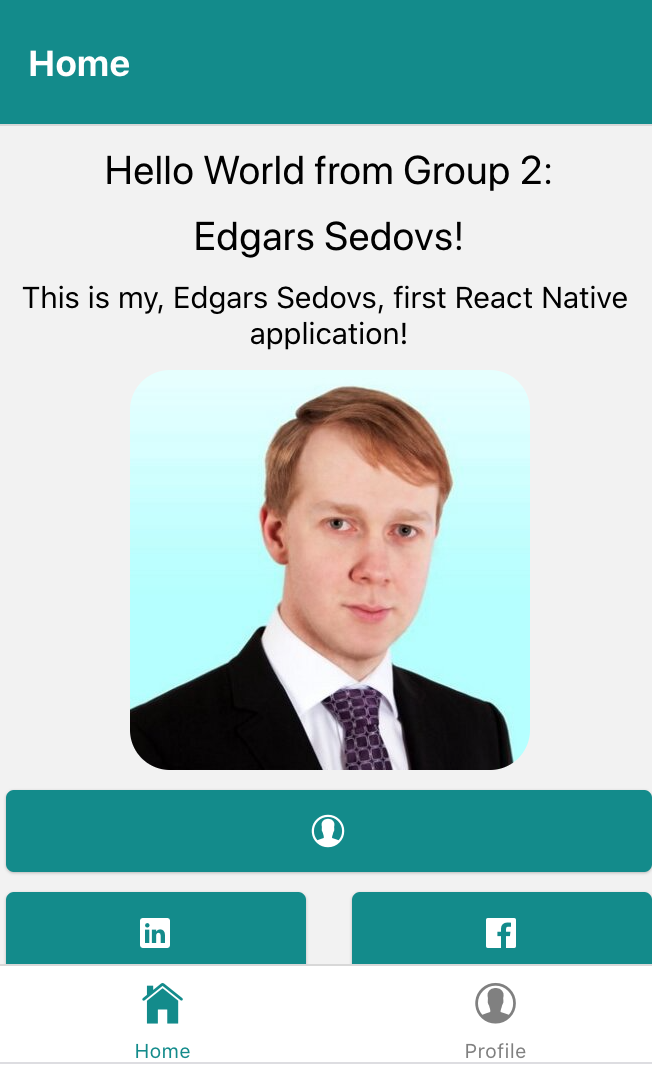 Home
Hello World from Group 2:
Edgars Sedovs!
This is my, Edgars Sedovs, first React Native
application!
in
f
Home
Profile